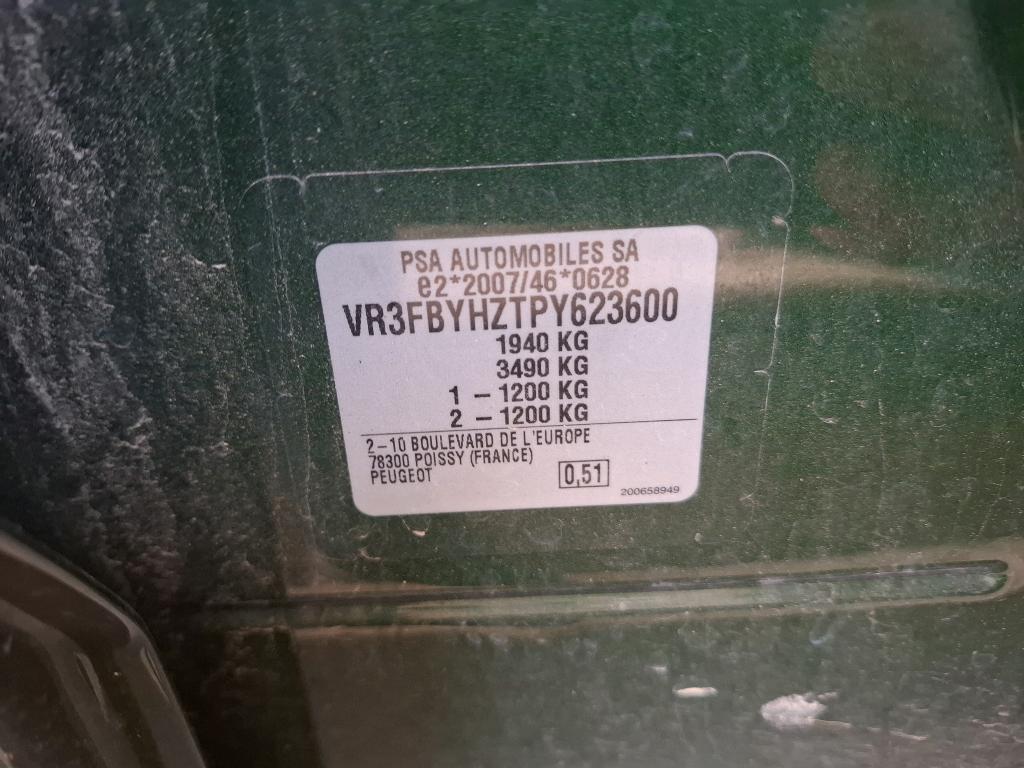 PSA AUTOMOBILES SA
e2*2007/46*0628
VR3FBYHZTPY623600
1940 KG
3490 KG
1 – 1200 KG
2 – 1200 KG
2–10 BOULEVARD DE L'EUROPE
78300 POISSY (FRANCE)
PEUGEOT
0,51
200658949